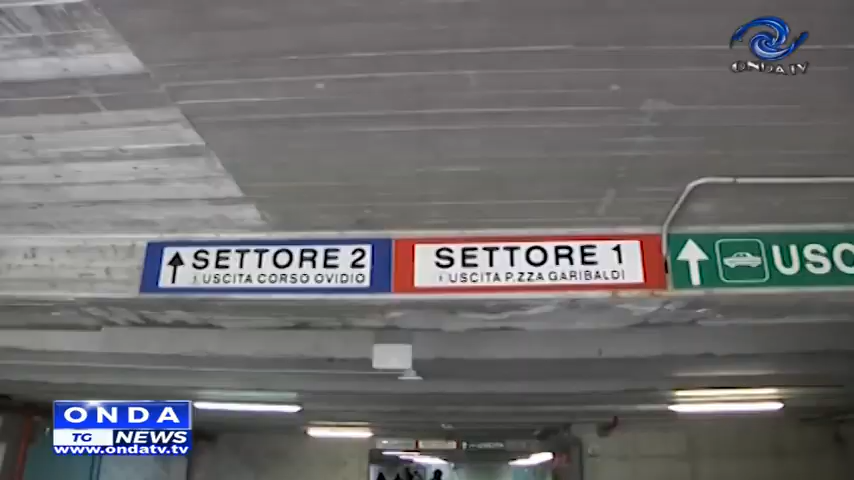 ONDA TV
SETTORE 2
USCITA CORSO OVIDIO
SETTORE 1
USCITA P.ZZA GARIBALDI
USC
ONDA
TG NEWS
www.ondatv.tv